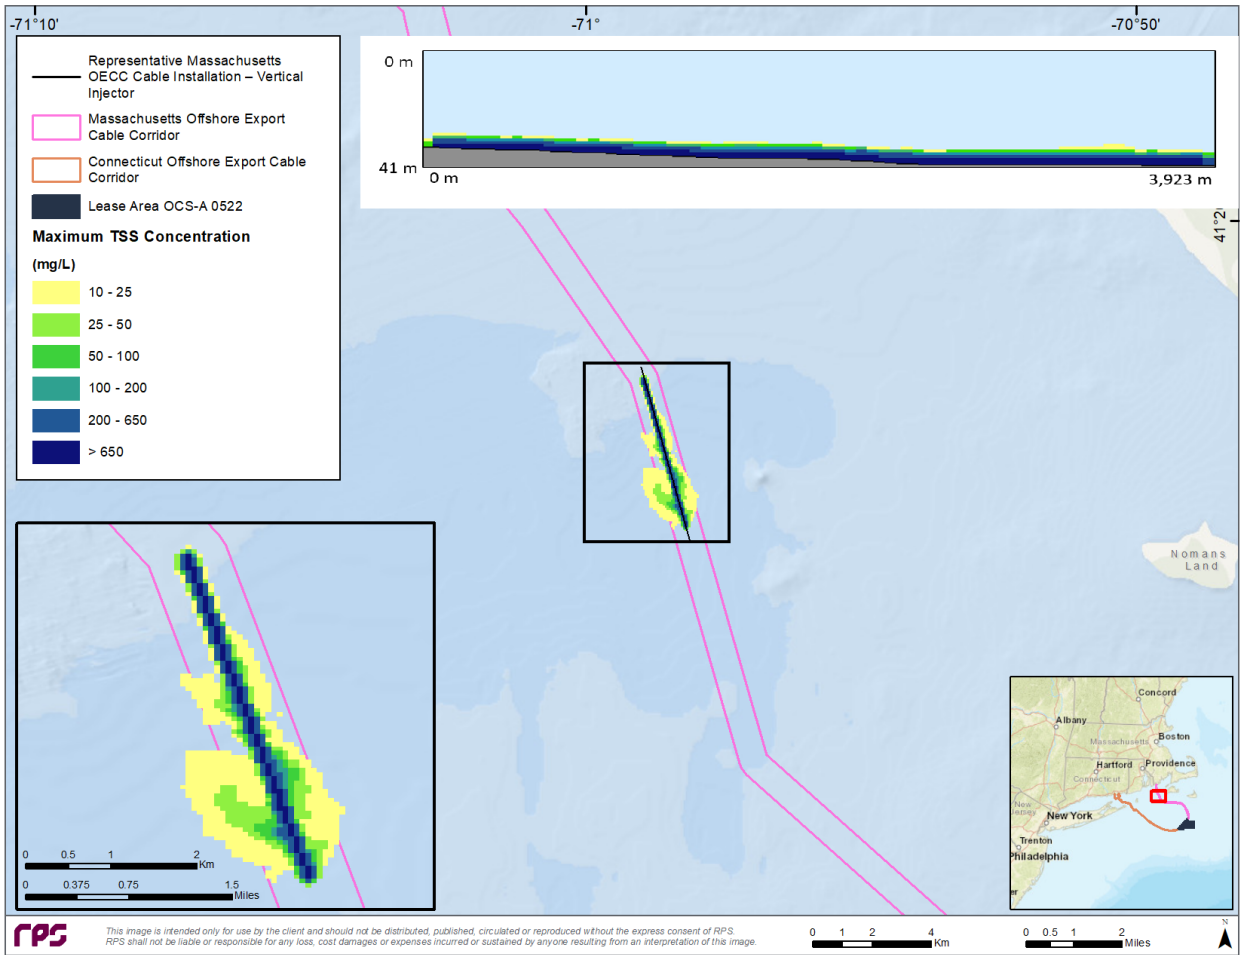 -71°10'
-71°
-70°50'
41°2
Representative Massachusetts
OECC Cable Installation – Vertical
Injector
Massachusetts Offshore Export
Cable Corridor
Connecticut Offshore Export Cable
Corridor
Lease Area OCS-A 0522
Maximum TSS Concentration
(mg/L)
10 - 25
25 - 50
50 - 100
100 - 200
200 - 650
> 650
0 m
41 m
0 m
3,923 m
Nomans
Land
0 0.5 1 2
Km
0 0.375 0.75 1.5
Miles
Concord
Albany
Massachusetts
Boston
Hartford
Providence
Connecticut
New
Jersey
New York
Trenton
Philadelphia
er
RPS
This image is intended only for use by the client and should not be distributed, published, circulated or reproduced without the express consent of RPS.
RPS shall not be liable or responsible for any loss, cost damages or expenses incurred or sustained by anyone resulting from an interpretation of this image.
0 1 2 4
Km
0 0.5 1 2
Miles
N